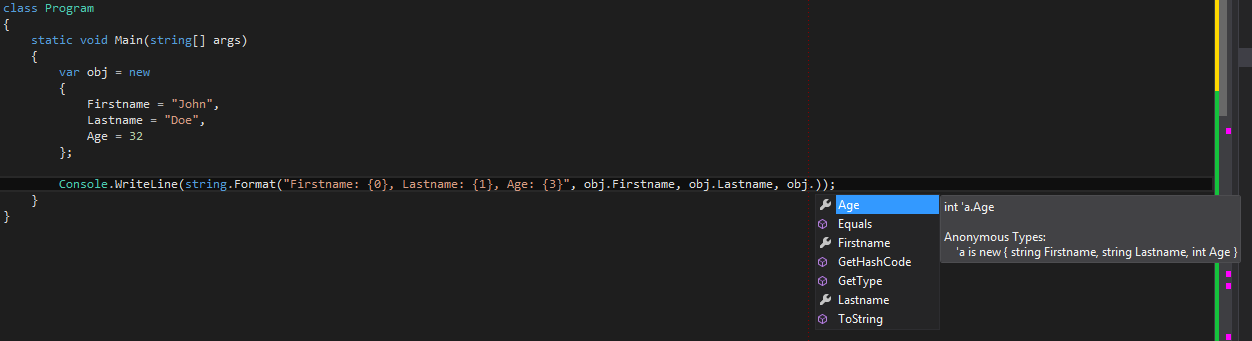 class Program
{
static void Main(string[] args)
{
var obj = new
{
Firstname = "John",
Lastname = "Doe",
Age = 32
};
Console.WriteLine(string.Format("Firstname: {0}, Lastname: {1}, Age: {3}", obj.Firstname, obj.Lastname, obj.));
}
}
Age
Equals
Firstname
GetHashCode
GetType
Lastname
ToString
int 'a.Age
Anonymous Types:
'a is new { string Firstname, string Lastname, int Age }